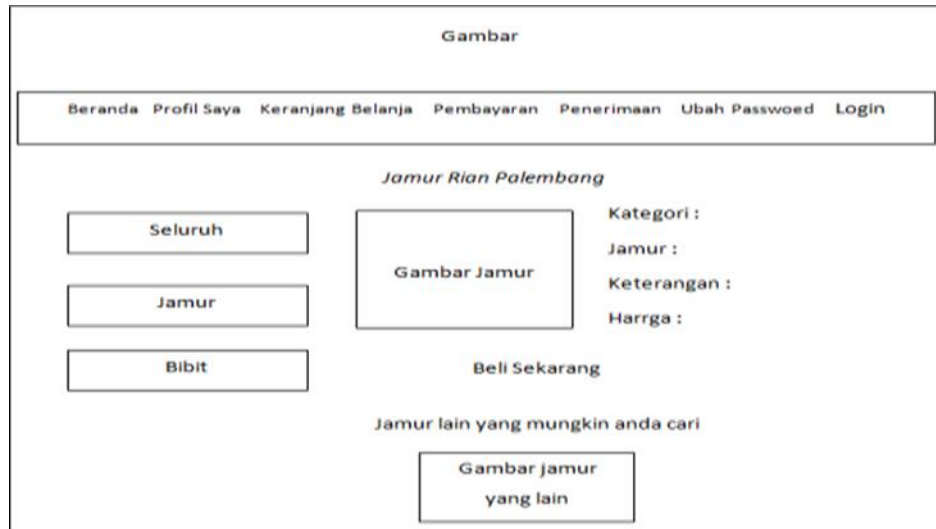 Gambar
Beranda Profil Saya Keranjang Belanja Pembayaran Penerimaan Ubah Passwoed Login
Jamur Rian Palembang
Seluruh
Jamur
Bibit
Gambar Jamur
Kategori :
Jamur :
Keterangan :
Harrga :
Beli Sekarang
Jamur lain yang mungkin anda cari
Gambar jamur
yang lain